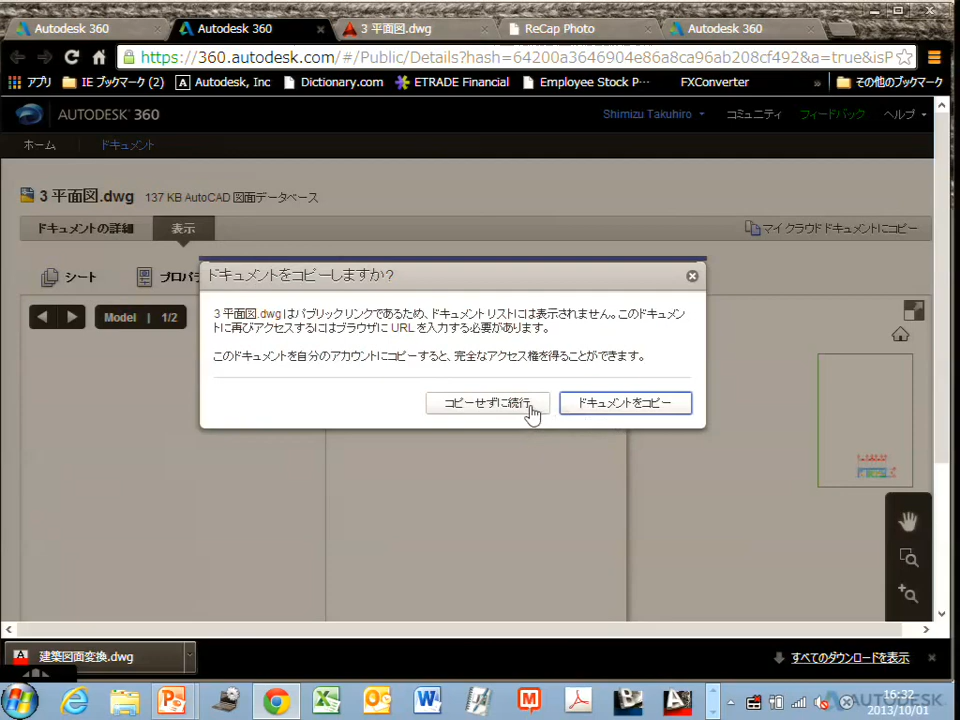 Autodesk 360
Autodesk 360
3 平面図.dwg
ReCap Photo
Autodesk 360
https://360.autodesk.com/#/Public/Details?hash=64200a3646904e86a8ca96ab208cf492&a=true&isP
アプリ
IE ブックマーク (2)
Autodesk, Inc
Dictionary.com
ETRADE Financial
Employee Stock P…
FXConverter
»
その他のブックマーク
AUTODESK® 360
Shimizu Takuhiro
コミュニティ
フィードバック
ヘルプ
ホーム
ドキュメント
3 平面図.dwg 137 KB AutoCAD 図面データベース
ドキュメントの詳細
表示
マイ クラウドドキュメントにコピー
シート
プロパテ
Model | 1/2
ドキュメントをコピーしますか?
3 平面図.dwg はパブリックリンクであるため、ドキュメント リストには表示されません。このドキュメン
トに再びアクセスするにはブラウザに URL を入力する必要があります。
このドキュメントを自分のアカウントにコピーすると、完全なアクセス権を得ることができます。
コピーせずに続行
ドキュメントをコピー
建築図面変換.dwg
すべてのダウンロードを表示
AUTODESK
16:32
2013/10/01